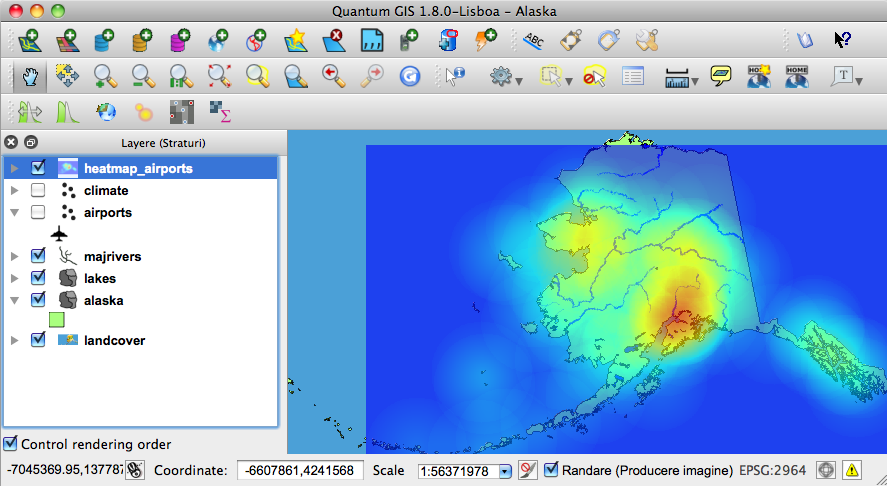 Quantum GIS 1.8.0-Lisboa - Alaska
ABC
T
Layere (Straturi)
heatmap_airports
climate
airports
majrivers
lakes
alaska
landcover
Control rendering order
-7045369.95,137787 Coordinate: -6607861,4241568 Scale 1:56371978 Randare (Producere imagine) EPSG:2964